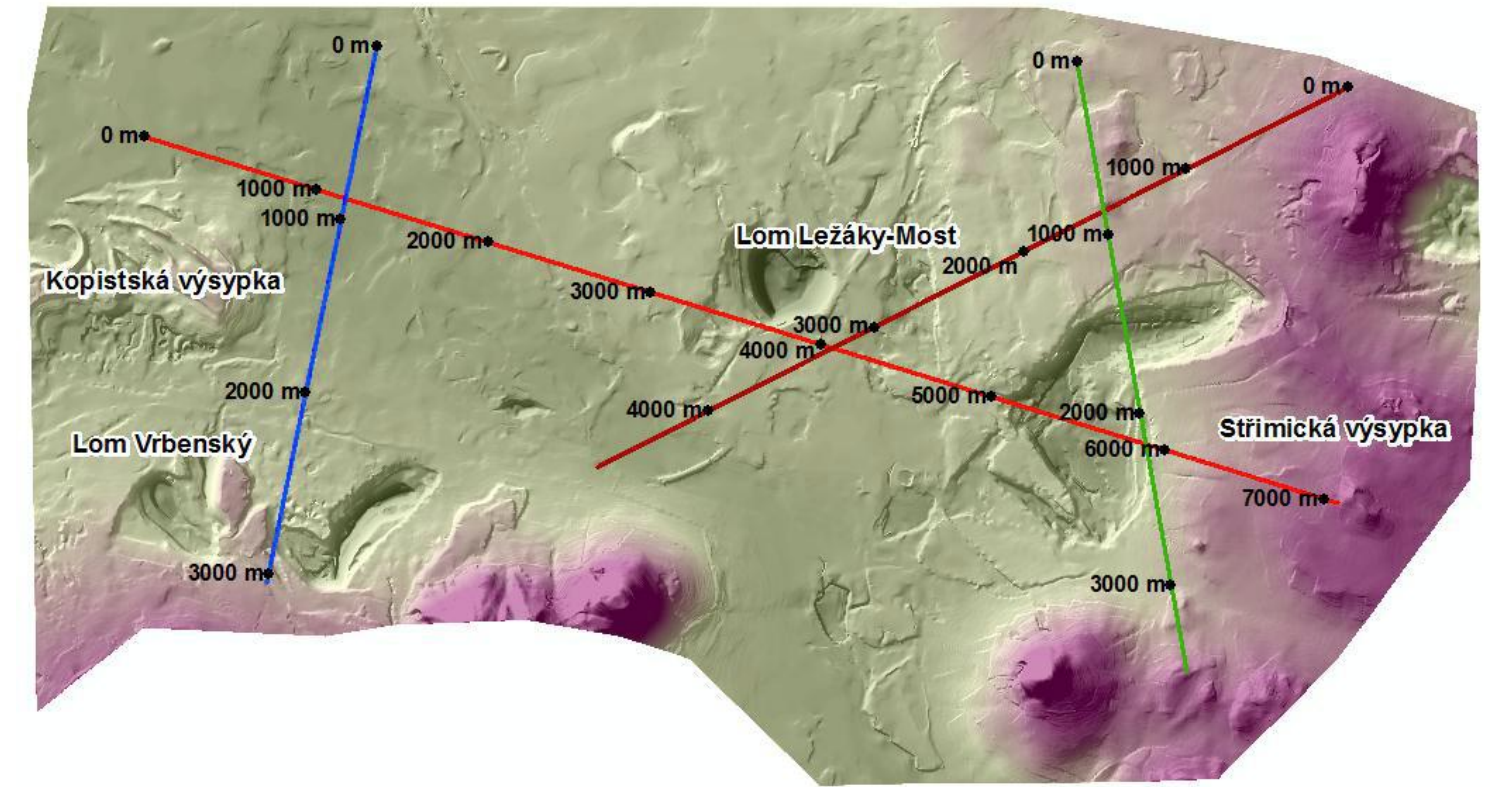 0 m
0 m
0 m
0 m
1000 m
1000 m
1000 m
2000 m
Lom Ležáky-Most
1000 m
2000 m
Kopistská výsypka
3000 m
3000 m
4000 m
2000 m
5000 m
4000 m
2000 m
Střimická výsypka
Lom Vrbenský
6000 m
7000 m
3000 m
3000 m